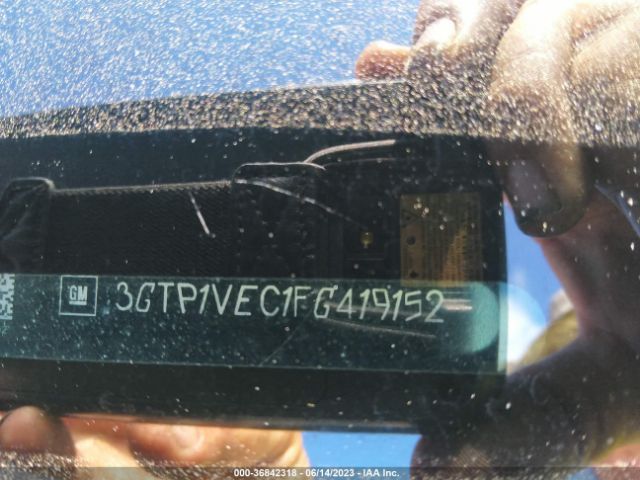 GM 3GTP1VEC1FG419152
000-36842318 - 06/14/2023 - IAA Inc.